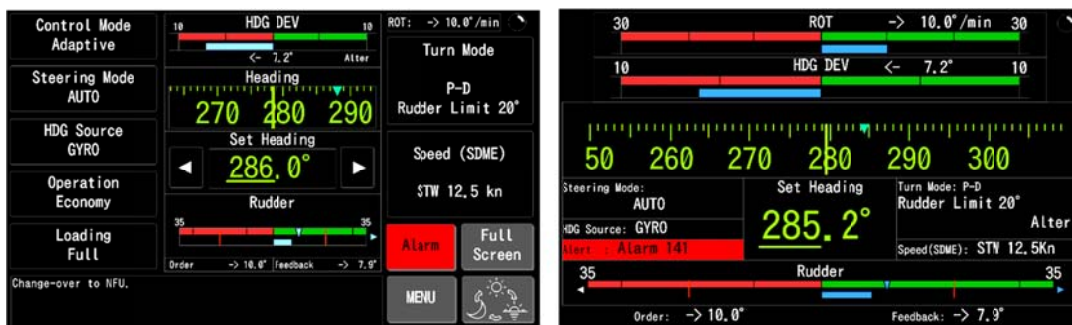 Control Mode
Adaptive
Steering Mode
AUTO
HDG Source
GYRO
Operation
Economy
Loading
Full
Change-over to NFU.
10 HDG DEV 10
<- 7.2° Alter
Heading
270 280 290
Set Heading
286.0°
Rudder
35 35
Order -> 10.0° Feedback -> 7.9°
ROT: -> 10.0°/min
Turn Mode
P-D
Rudder Limit 20°
Speed (SDME)
STW 12.5 kn
Alarm
Full
Screen
MENU
30 ROT -> 10.0°/min 30
10 HDG DEV <- 7.2° 10
50 260 270 280 290 300
Steering Mode:
AUTO
HDG Source: GYRO
Alert : Alarm 141
Set Heading
285.2°
Turn Mode: P-D
Rudder Limit 20°
Alter
Speed(SDME): STW 12.5Kn
35 Rudder 35
Order: -> 10.0° Feedback: -> 7.9°